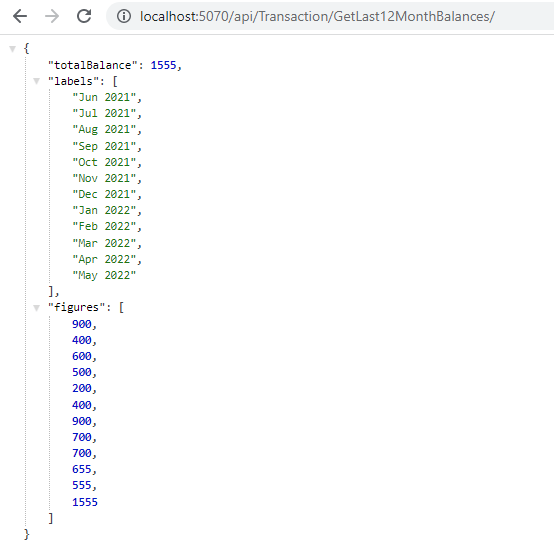 localhost:5070/api/Transaction/GetLast12MonthBalances/
{
"totalBalance": 1555,
"labels": [
"Jun 2021",
"Jul 2021",
"Aug 2021",
"Sep 2021",
"Oct 2021",
"Nov 2021",
"Dec 2021",
"Jan 2022",
"Feb 2022",
"Mar 2022",
"Apr 2022",
"May 2022"
],
"figures": [
900,
400,
600,
500,
200,
400,
900,
700,
700,
655,
555,
1555
]
}